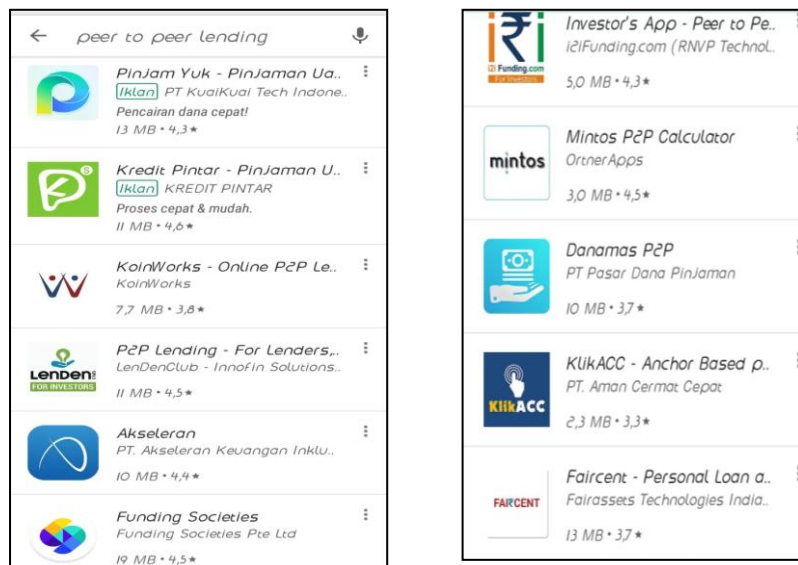 peer to peer lending
PinJam Yuk - PinJaman Ua..
Iklan PT KuaiKuai Tech Indone..
Pencairan dana cepat!
13 MB • 4,3★
Kredit Pintar - PinJaman U..
Iklan KREDIT PINTAR
Proses cepat & mudah.
11 MB • 4,6★
KoinWorks - Online P2P Le..
KoinWorks
7,7 MB • 3,8★
LenDen
FOR INVESTORS
P2P Lending - For Lenders,..
LenDenClub - Innofin Solutions..
11 MB • 4,5★
Akseleran
PT. Akseleran Keuangan Inklu..
10 MB • 4,4★
Funding Societies
Funding Societies Pte Ltd
19 MB • 4,5★
i2i Funding.com
For Investors
Investor's App - Peer to Pe..
i2iFunding.com (RNVP Technol..
5,0 MB • 4,3★
mintos
Mintos P2P Calculator
OrtnerApps
3,0 MB • 4,5★
Danamas P2P
PT Pasar Dana PinJaman
10 MB • 3,7★
KlikACC
KlikACC - Anchor Based p..
PT. Aman Cermat Cepat
2,3 MB • 3,3★
FAIRCENT
Faircent - Personal Loan a..
Fairassets Technologies India..
13 MB • 3,7★